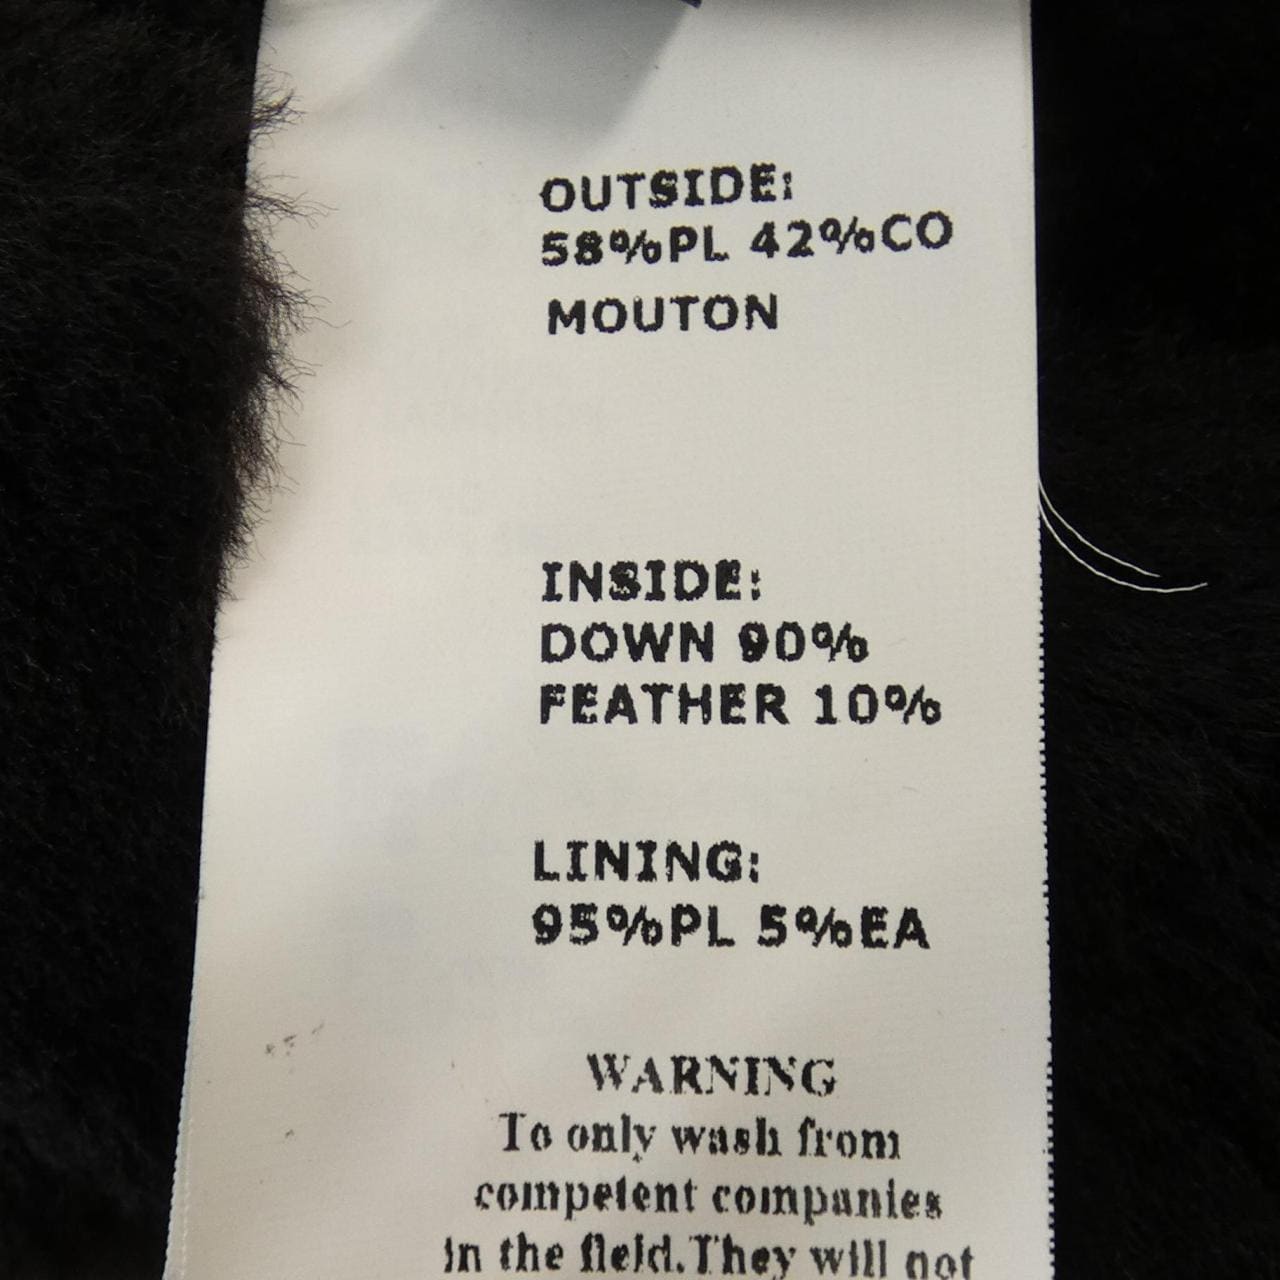 OUTSIDE:
58%PL 42%CO
MOUTON
INSIDE:
DOWN 90%
FEATHER 10%
LINING:
95%PL 5%EA
WARNING
To only wash from
competent companies
in the field.They will not